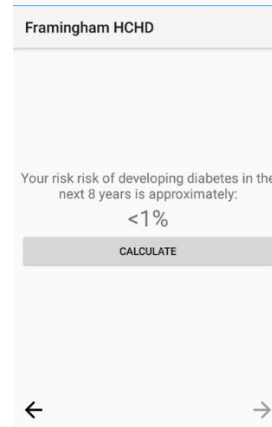 Framingham HCHD
Your risk risk of developing diabetes in the
next 8 years is approximately:
<1%
CALCULATE